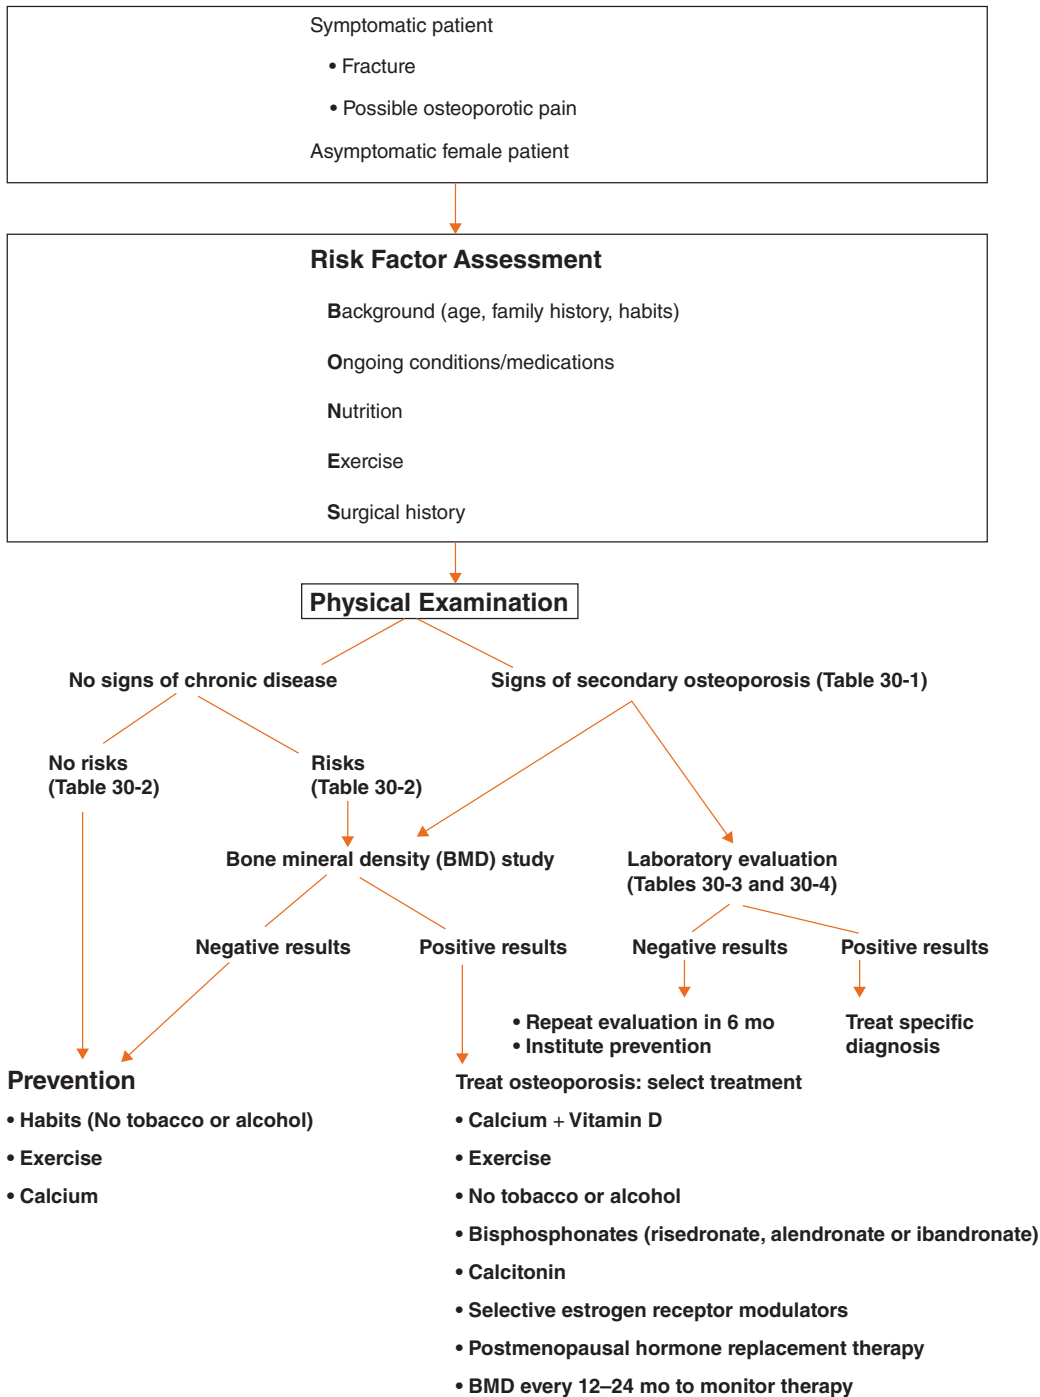 Symptomatic patient
• Fracture
• Possible osteoporotic pain
Asymptomatic female patient
Risk Factor Assessment
Background (age, family history, habits)
Ongoing conditions/medications
Nutrition
Exercise
Surgical history
Physical Examination
No signs of chronic disease
Signs of secondary osteoporosis (Table 30-1)
No risks
(Table 30-2)
Risks
(Table 30-2)
Bone mineral density (BMD) study
Laboratory evaluation
(Tables 30-3 and 30-4)
Negative results
Positive results
Negative results
Positive results
• Repeat evaluation in 6 mo
• Institute prevention
Treat specific
diagnosis
Prevention
• Habits (No tobacco or alcohol)
• Exercise
• Calcium
Treat osteoporosis: select treatment
• Calcium + Vitamin D
• Exercise
• No tobacco or alcohol
• Bisphosphonates (risedronate, alendronate or ibandronate)
• Calcitonin
• Selective estrogen receptor modulators
• Postmenopausal hormone replacement therapy
• BMD every 12–24 mo to monitor therapy